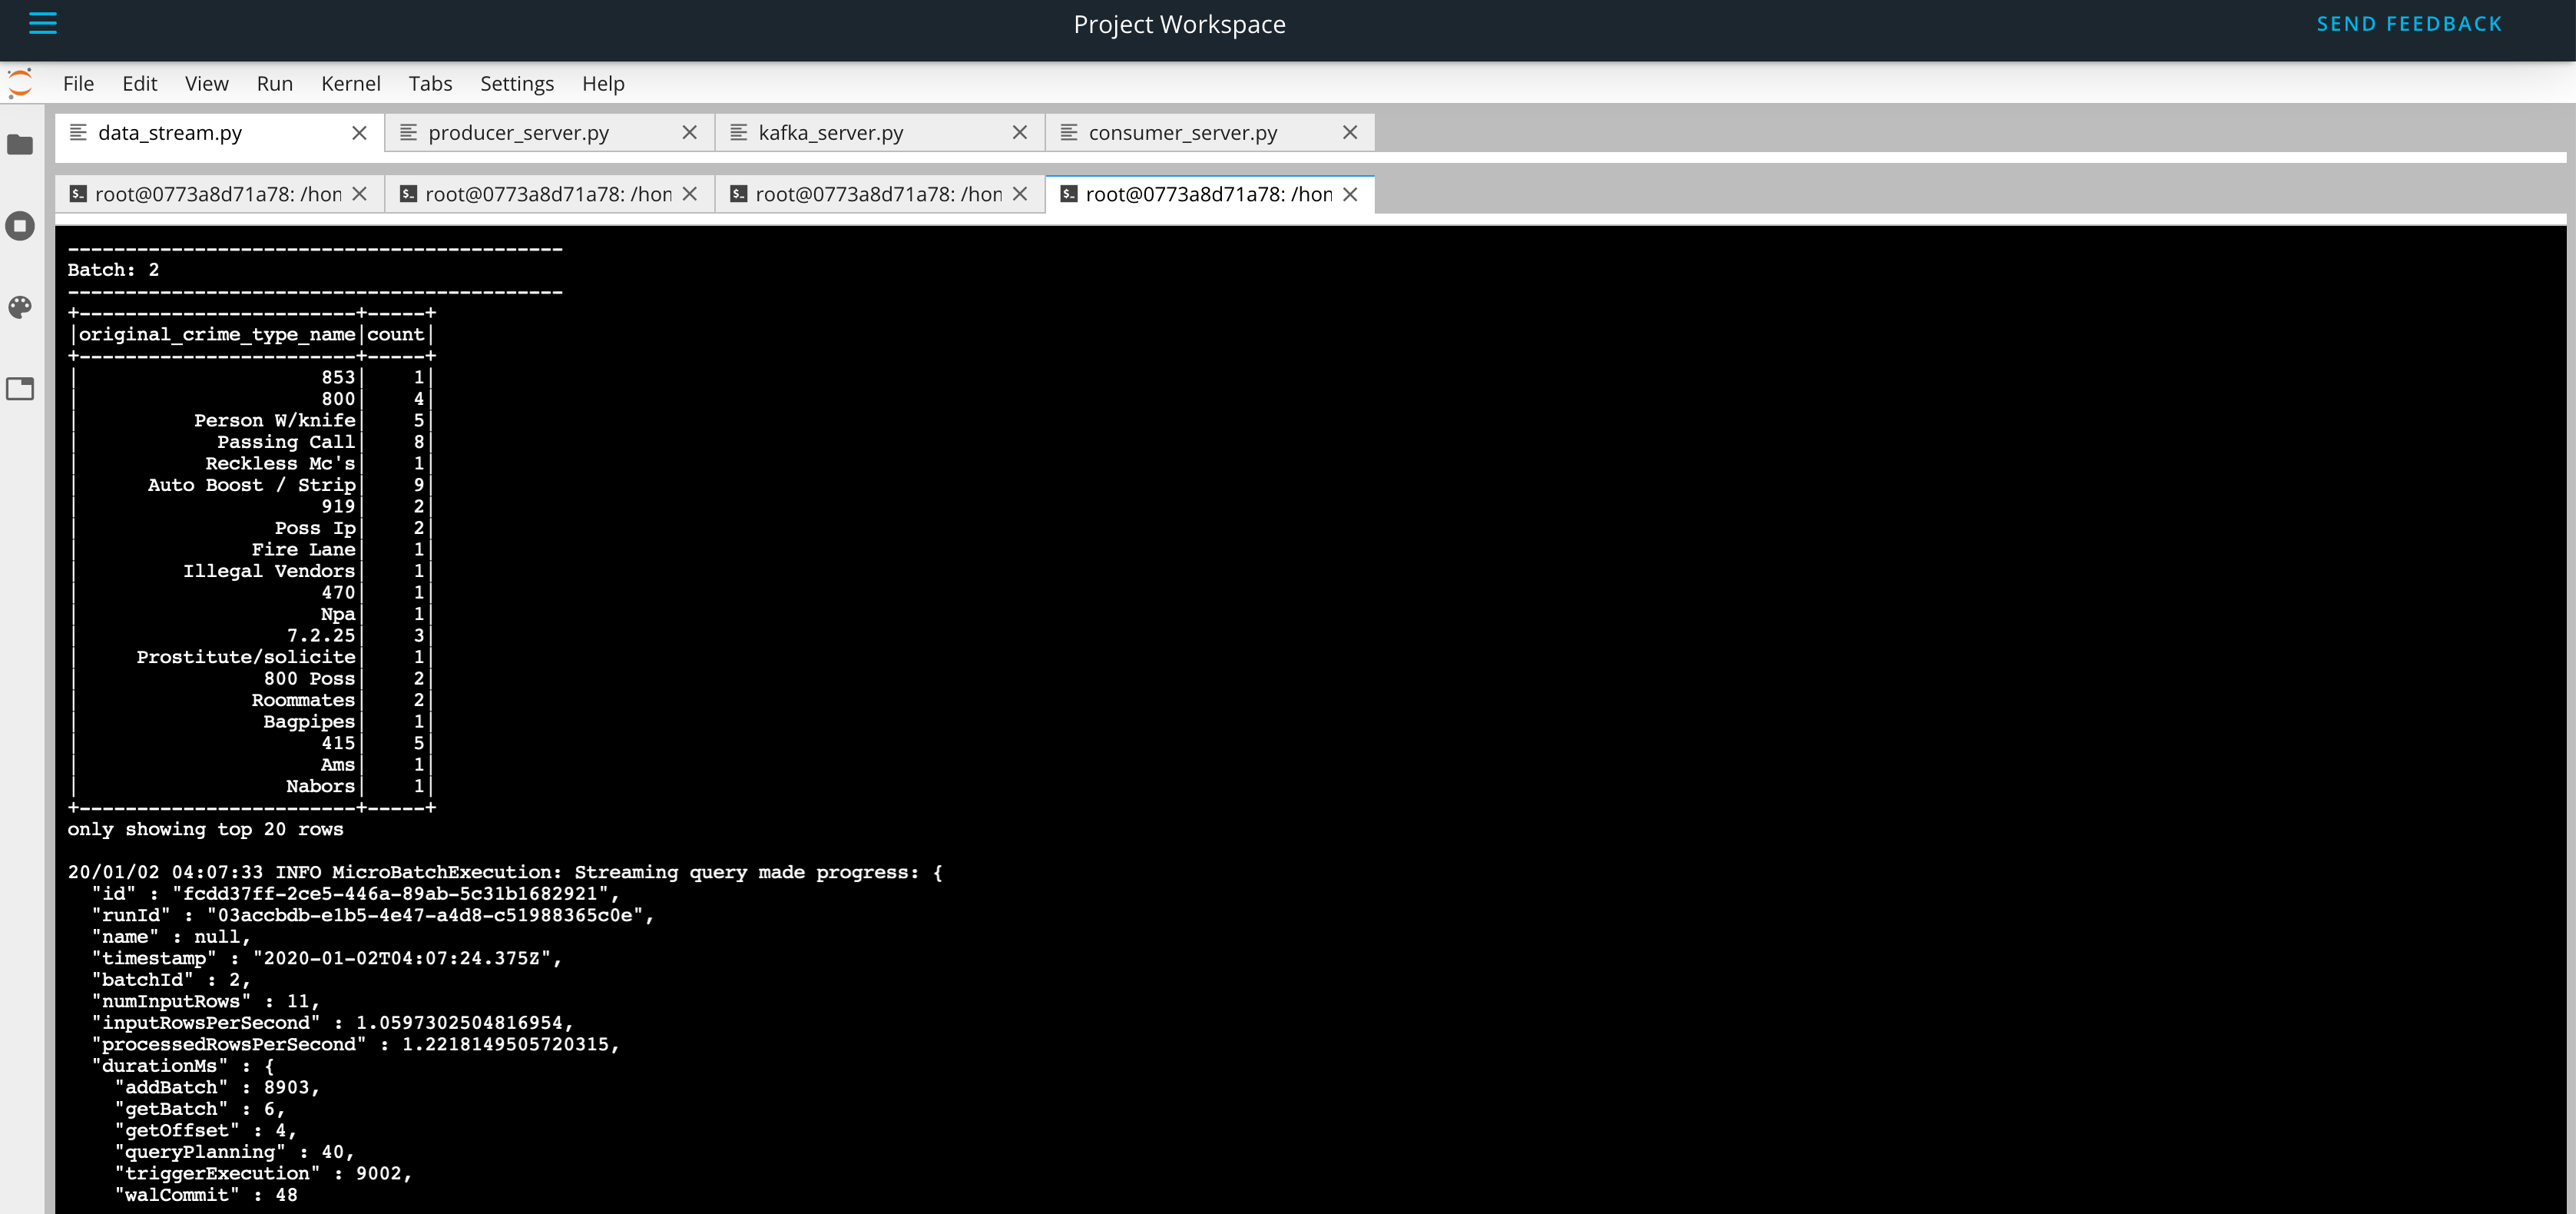 Project Workspace
SEND FEEDBACK
File Edit View Run Kernel Tabs Settings Help
data_stream.py producer_server.py kafka_server.py consumer_server.py
root@0773a8d71a78: /hon root@0773a8d71a78: /hon root@0773a8d71a78: /hon root@0773a8d71a78: /hon
-------------------------------------------
Batch: 2
-------------------------------------------
+------------------------+-----+
|original_crime_type_name|count|
+------------------------+-----+
|                     853|    1|
|                     800|    4|
|          Person W/knife|    5|
|            Passing Call|    8|
|           Reckless Mc's|    1|
|      Auto Boost / Strip|    9|
|                     919|    2|
|                 Poss Ip|    2|
|               Fire Lane|    1|
|         Illegal Vendors|    1|
|                     470|    1|
|                     Npa|    1|
|                  7.2.25|    3|
|     Prostitute/solicite|    1|
|                800 Poss|    2|
|               Roommates|    2|
|                Bagpipes|    1|
|                     415|    5|
|                     Ams|    1|
|                  Nabors|    1|
+------------------------+-----+
only showing top 20 rows
20/01/02 04:07:33 INFO MicroBatchExecution: Streaming query made progress: {
  "id" : "fcdd37ff-2ce5-446a-89ab-5c31b1682921",
  "runId" : "03accbdb-e1b5-4e47-a4d8-c51988365c0e",
  "name" : null,
  "timestamp" : "2020-01-02T04:07:24.375Z",
  "batchId" : 2,
  "numInputRows" : 11,
  "inputRowsPerSecond" : 1.0597302504816954,
  "processedRowsPerSecond" : 1.2218149505720315,
  "durationMs" : {
    "addBatch" : 8903,
    "getBatch" : 6,
    "getOffset" : 4,
    "queryPlanning" : 40,
    "triggerExecution" : 9002,
    "walCommit" : 48